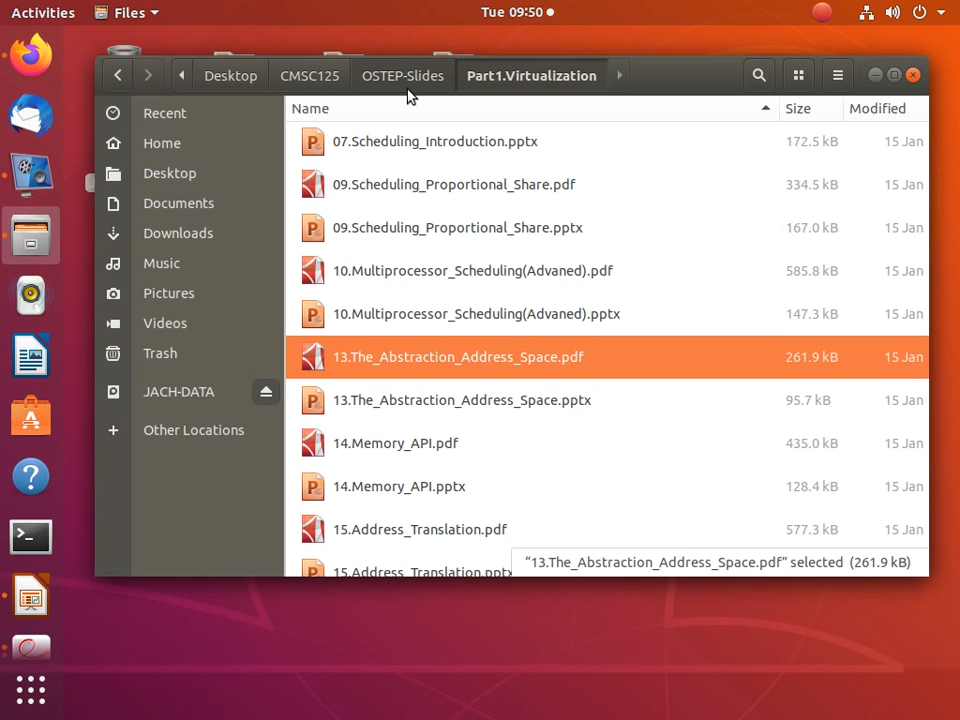 Activities Files Tue 09:50
Desktop CMSC125 OSTEP-Slides Part1.Virtualization
Name Size Modified
Recent
Home
Desktop
Documents
Downloads
Music
Pictures
Videos
Trash
JACH-DATA
Other Locations
07.Scheduling_Introduction.pptx 172.5 kB 15 Jan
09.Scheduling_Proportional_Share.pdf 334.5 kB 15 Jan
09.Scheduling_Proportional_Share.pptx 167.0 kB 15 Jan
10.Multiprocessor_Scheduling(Advaned).pdf 585.8 kB 15 Jan
10.Multiprocessor_Scheduling(Advaned).pptx 147.3 kB 15 Jan
13.The_Abstraction_Address_Space.pdf 261.9 kB 15 Jan
13.The_Abstraction_Address_Space.pptx 95.7 kB 15 Jan
14.Memory_API.pdf 435.0 kB 15 Jan
14.Memory_API.pptx 128.4 kB 15 Jan
15.Address_Translation.pdf 577.3 kB 15 Jan
15.Address_Translation.pptx
“13.The_Abstraction_Address_Space.pdf” selected (261.9 kB)